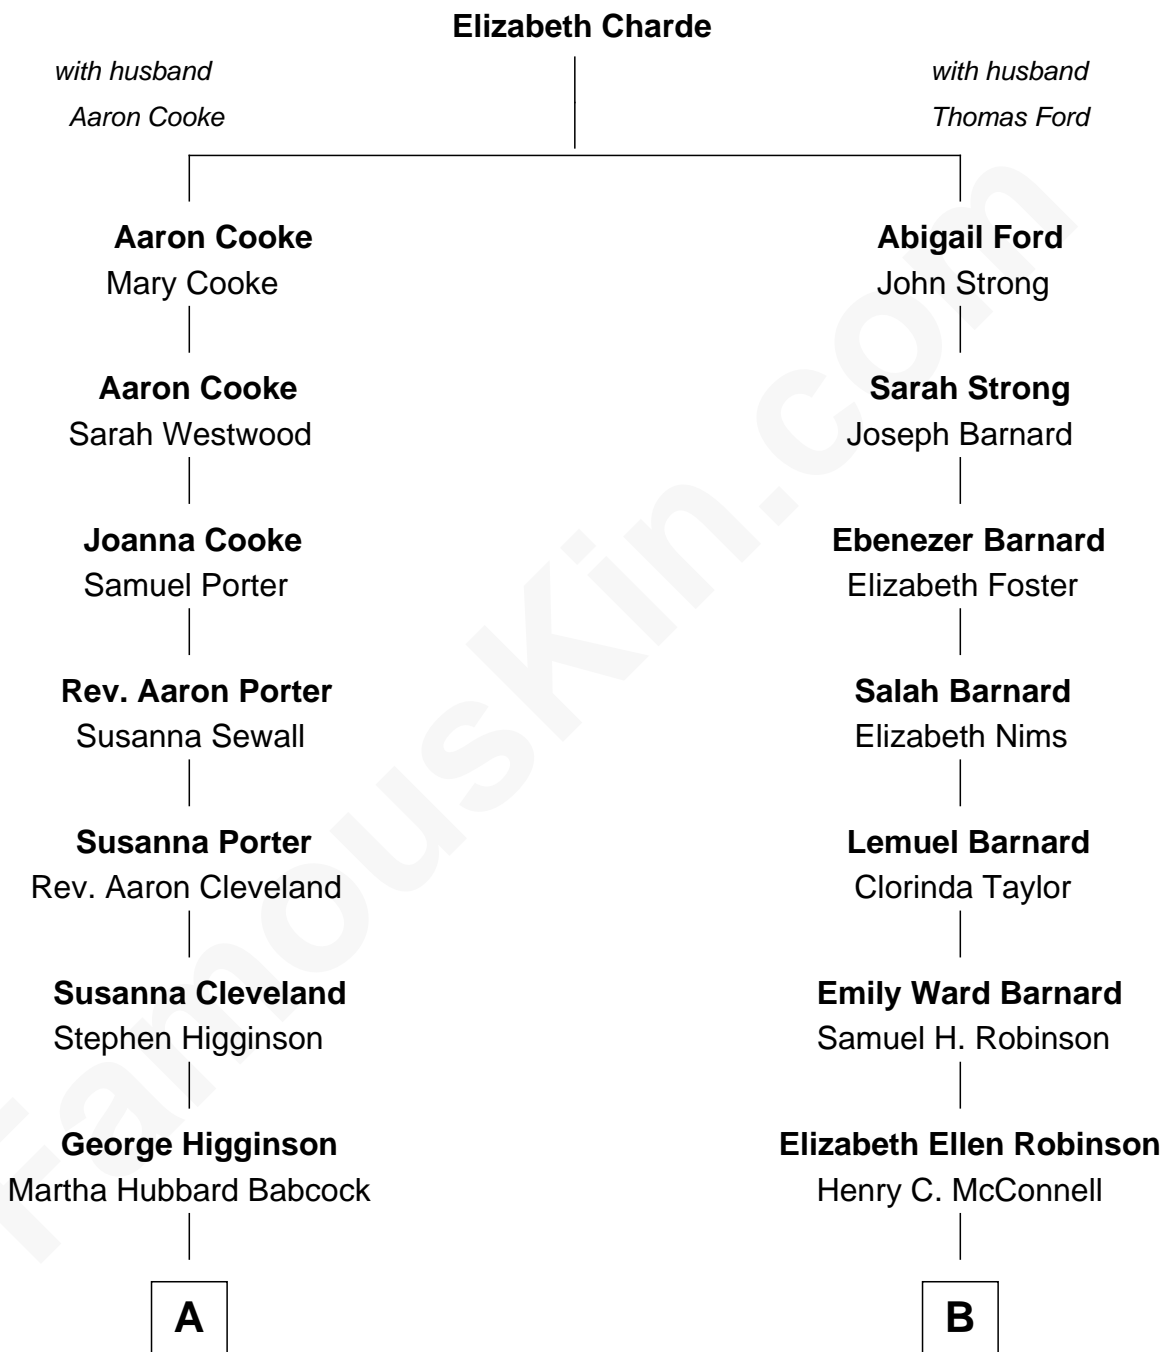 Elizabeth Charde
with husband
Aaron Cooke
with husband
Thomas Ford
Aaron Cooke
Mary Cooke
Abigail Ford
John Strong
Aaron Cooke
Sarah Westwood
Sarah Strong
Joseph Barnard
Joanna Cooke
Samuel Porter
Ebenezer Barnard
Elizabeth Foster
Rev. Aaron Porter
Susanna Sewall
Salah Barnard
Elizabeth Nims
Susanna Porter
Rev. Aaron Cleveland
Lemuel Barnard
Clorinda Taylor
Susanna Cleveland
Stephen Higginson
Emily Ward Barnard
Samuel H. Robinson
George Higginson
Martha Hubbard Babcock
Elizabeth Ellen Robinson
Henry C. McConnell
A
B
FamousKin.com